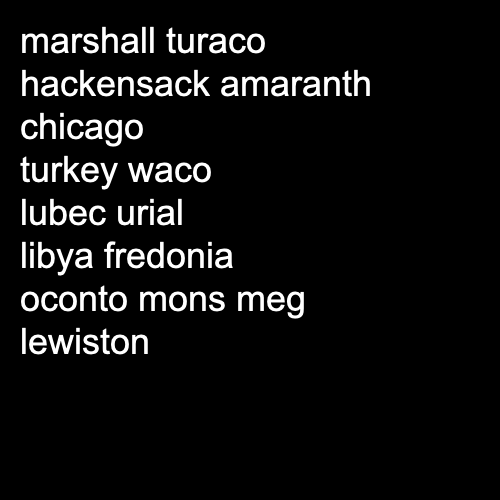 marshall turaco
hackensack amaranth
chicago
turkey waco
lubec urial
libya fredonia
oconto mons meg
lewiston